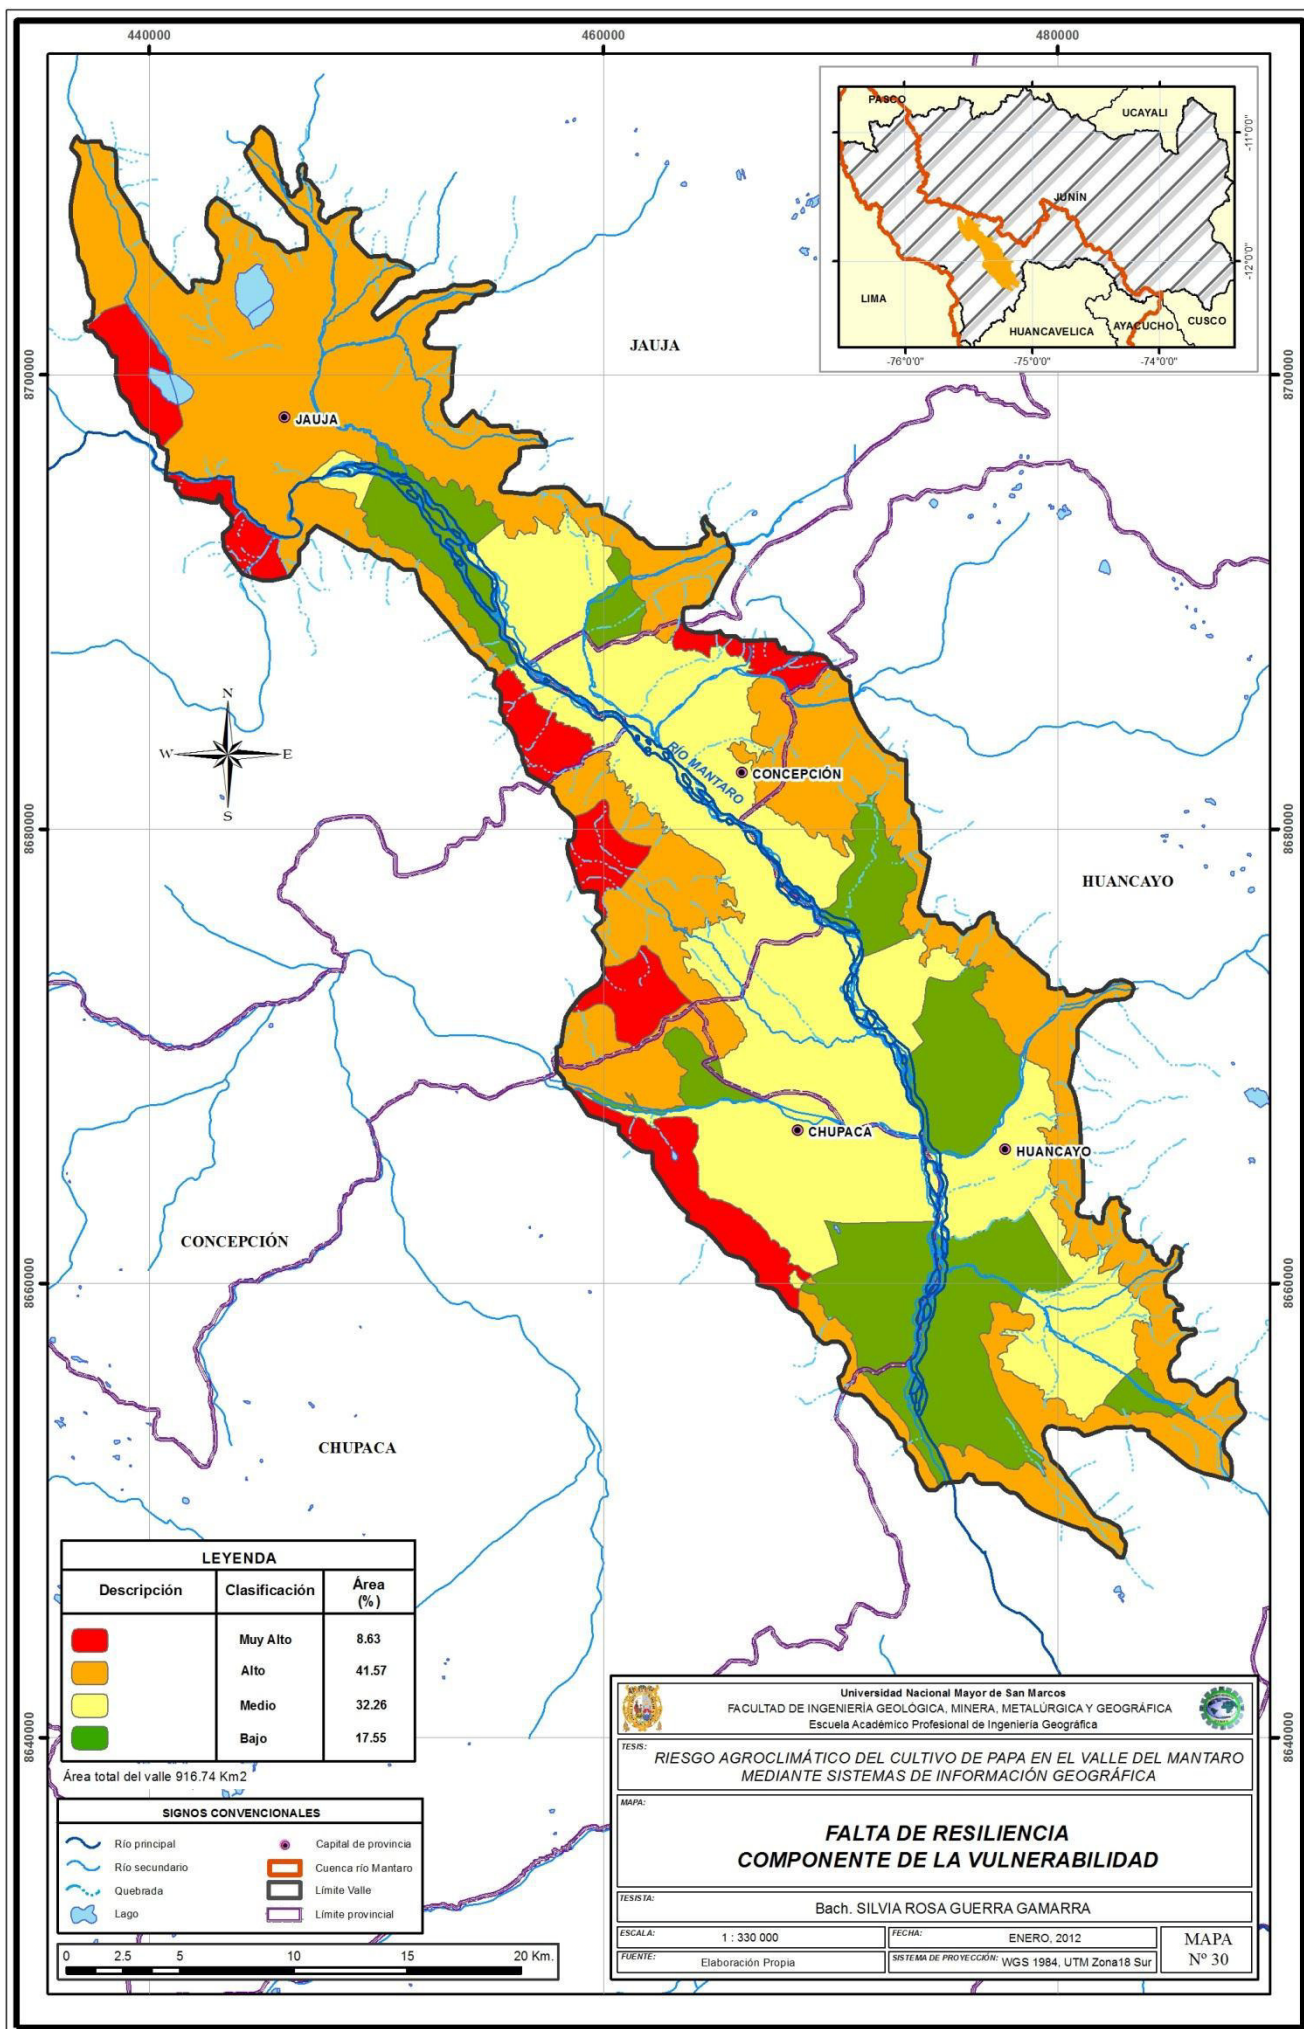 440000
460000
480000
8700000
8680000
8660000
8640000
8700000
8680000
8660000
8640000
PASCO
UCAYALI
JUNÍN
LIMA
HUANCAVELICA
AYACUCHO
CUSCO
-11°0'0"
-12°0'0"
-76°0'0"
-75°0'0"
-74°0'0"
JAUJA
JAUJA
N
W
E
S
RÍO MANTARO
CONCEPCIÓN
HUANCAYO
CHUPACA
HUANCAYO
CONCEPCIÓN
CHUPACA
LEYENDA
Descripción Clasificación Área
(%)
Muy Alto 8.63
Alto 41.57
Medio 32.26
Bajo 17.55
Área total del valle 916.74 Km2
SIGNOS CONVENCIONALES
Río principal Capital de provincia
Río secundario Cuenca río Mantaro
Quebrada Límite Valle
Lago Límite provincial
0 2.5 5 10 15 20 Km.
Universidad Nacional Mayor de San Marcos
FACULTAD DE INGENIERÍA GEOLÓGICA, MINERA, METALÚRGICA Y GEOGRÁFICA
Escuela Académico Profesional de Ingeniería Geográfica
TESIS:
RIESGO AGROCLIMÁTICO DEL CULTIVO DE PAPA EN EL VALLE DEL MANTARO
MEDIANTE SISTEMAS DE INFORMACIÓN GEOGRÁFICA
MAPA:
FALTA DE RESILIENCIA
COMPONENTE DE LA VULNERABILIDAD
TESISTA:
Bach. SILVIA ROSA GUERRA GAMARRA
ESCALA: 1 : 330 000
FECHA: ENERO, 2012
FUENTE: Elaboración Propia
SISTEMA DE PROYECCIÓN: WGS 1984, UTM Zona18 Sur
MAPA
Nº 30